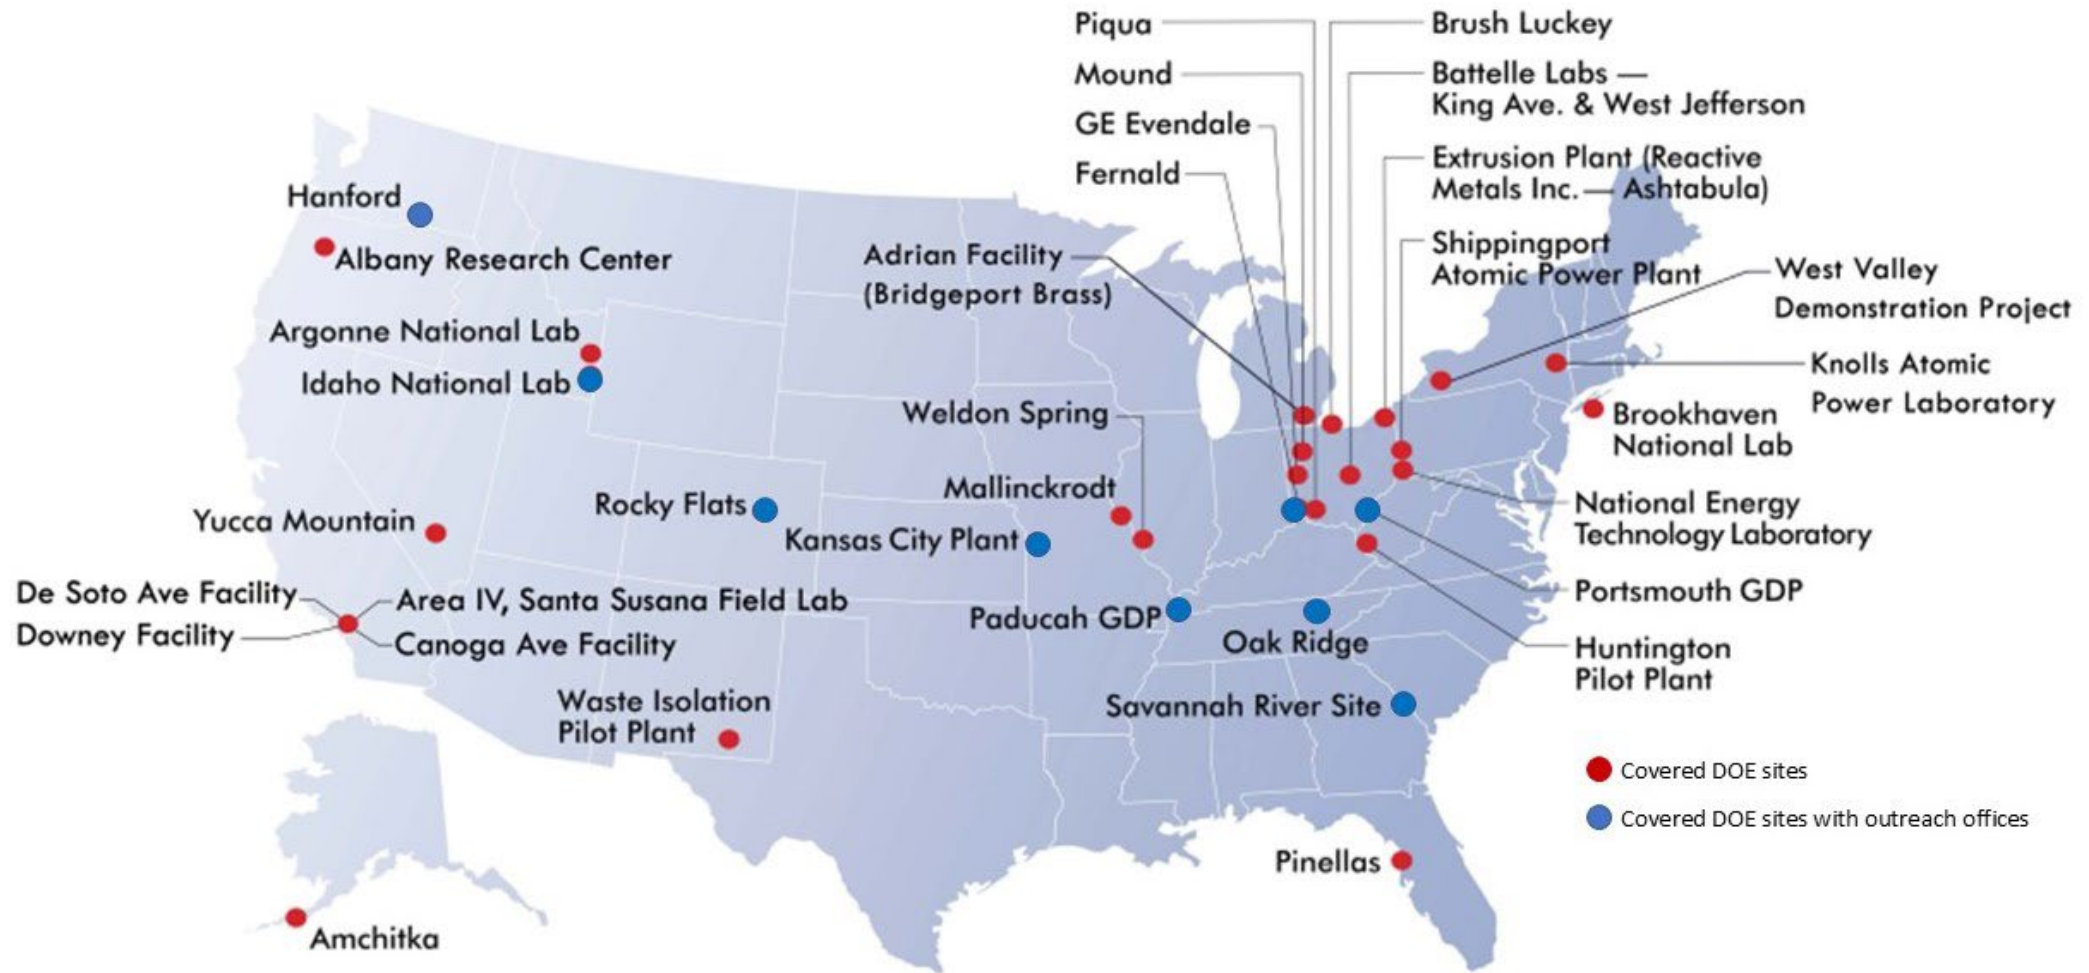 Piqua
Brush Luckey
Mound
Battelle Labs —
King Ave. & West Jefferson
GE Evendale
Extrusion Plant (Reactive
Metals Inc.— Ashtabula)
Fernald
Hanford
Albany Research Center
Adrian Facility
(Bridgeport Brass)
Shippingport
Atomic Power Plant
West Valley
Demonstration Project
Argonne National Lab
Idaho National Lab
Knolls Atomic
Power Laboratory
Weldon Spring
Brookhaven
National Lab
Mallinckrodt
Rocky Flats
Yucca Mountain
Kansas City Plant
National Energy
Technology Laboratory
De Soto Ave Facility
Downey Facility
Area IV, Santa Susana Field Lab
Canoga Ave Facility
Paducah GDP
Oak Ridge
Portsmouth GDP
Huntington
Pilot Plant
Waste Isolation
Pilot Plant
Savannah River Site
Covered DOE sites
Covered DOE sites with outreach offices
Pinellas
Amchitka